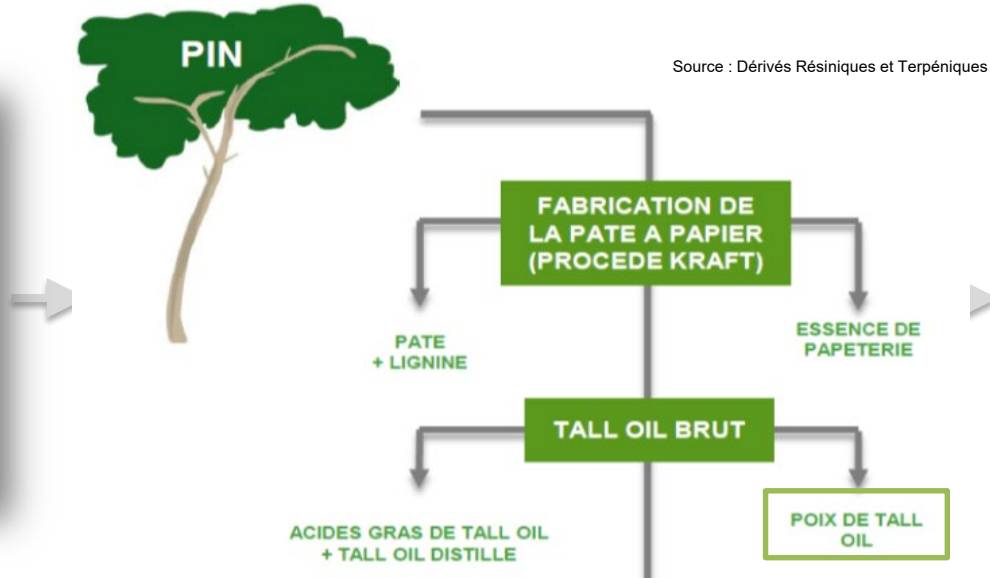 PIN
Source : Dérivés Résiniques et Terpéniques
FABRICATION DE
LA PATE A PAPIER
(PROCEDE KRAFT)
PATE
+ LIGNINE
ESSENCE DE
PAPETERIE
TALL OIL BRUT
ACIDES GRAS DE TALL OIL
+ TALL OIL DISTILLE
POIX DE TALL
OIL